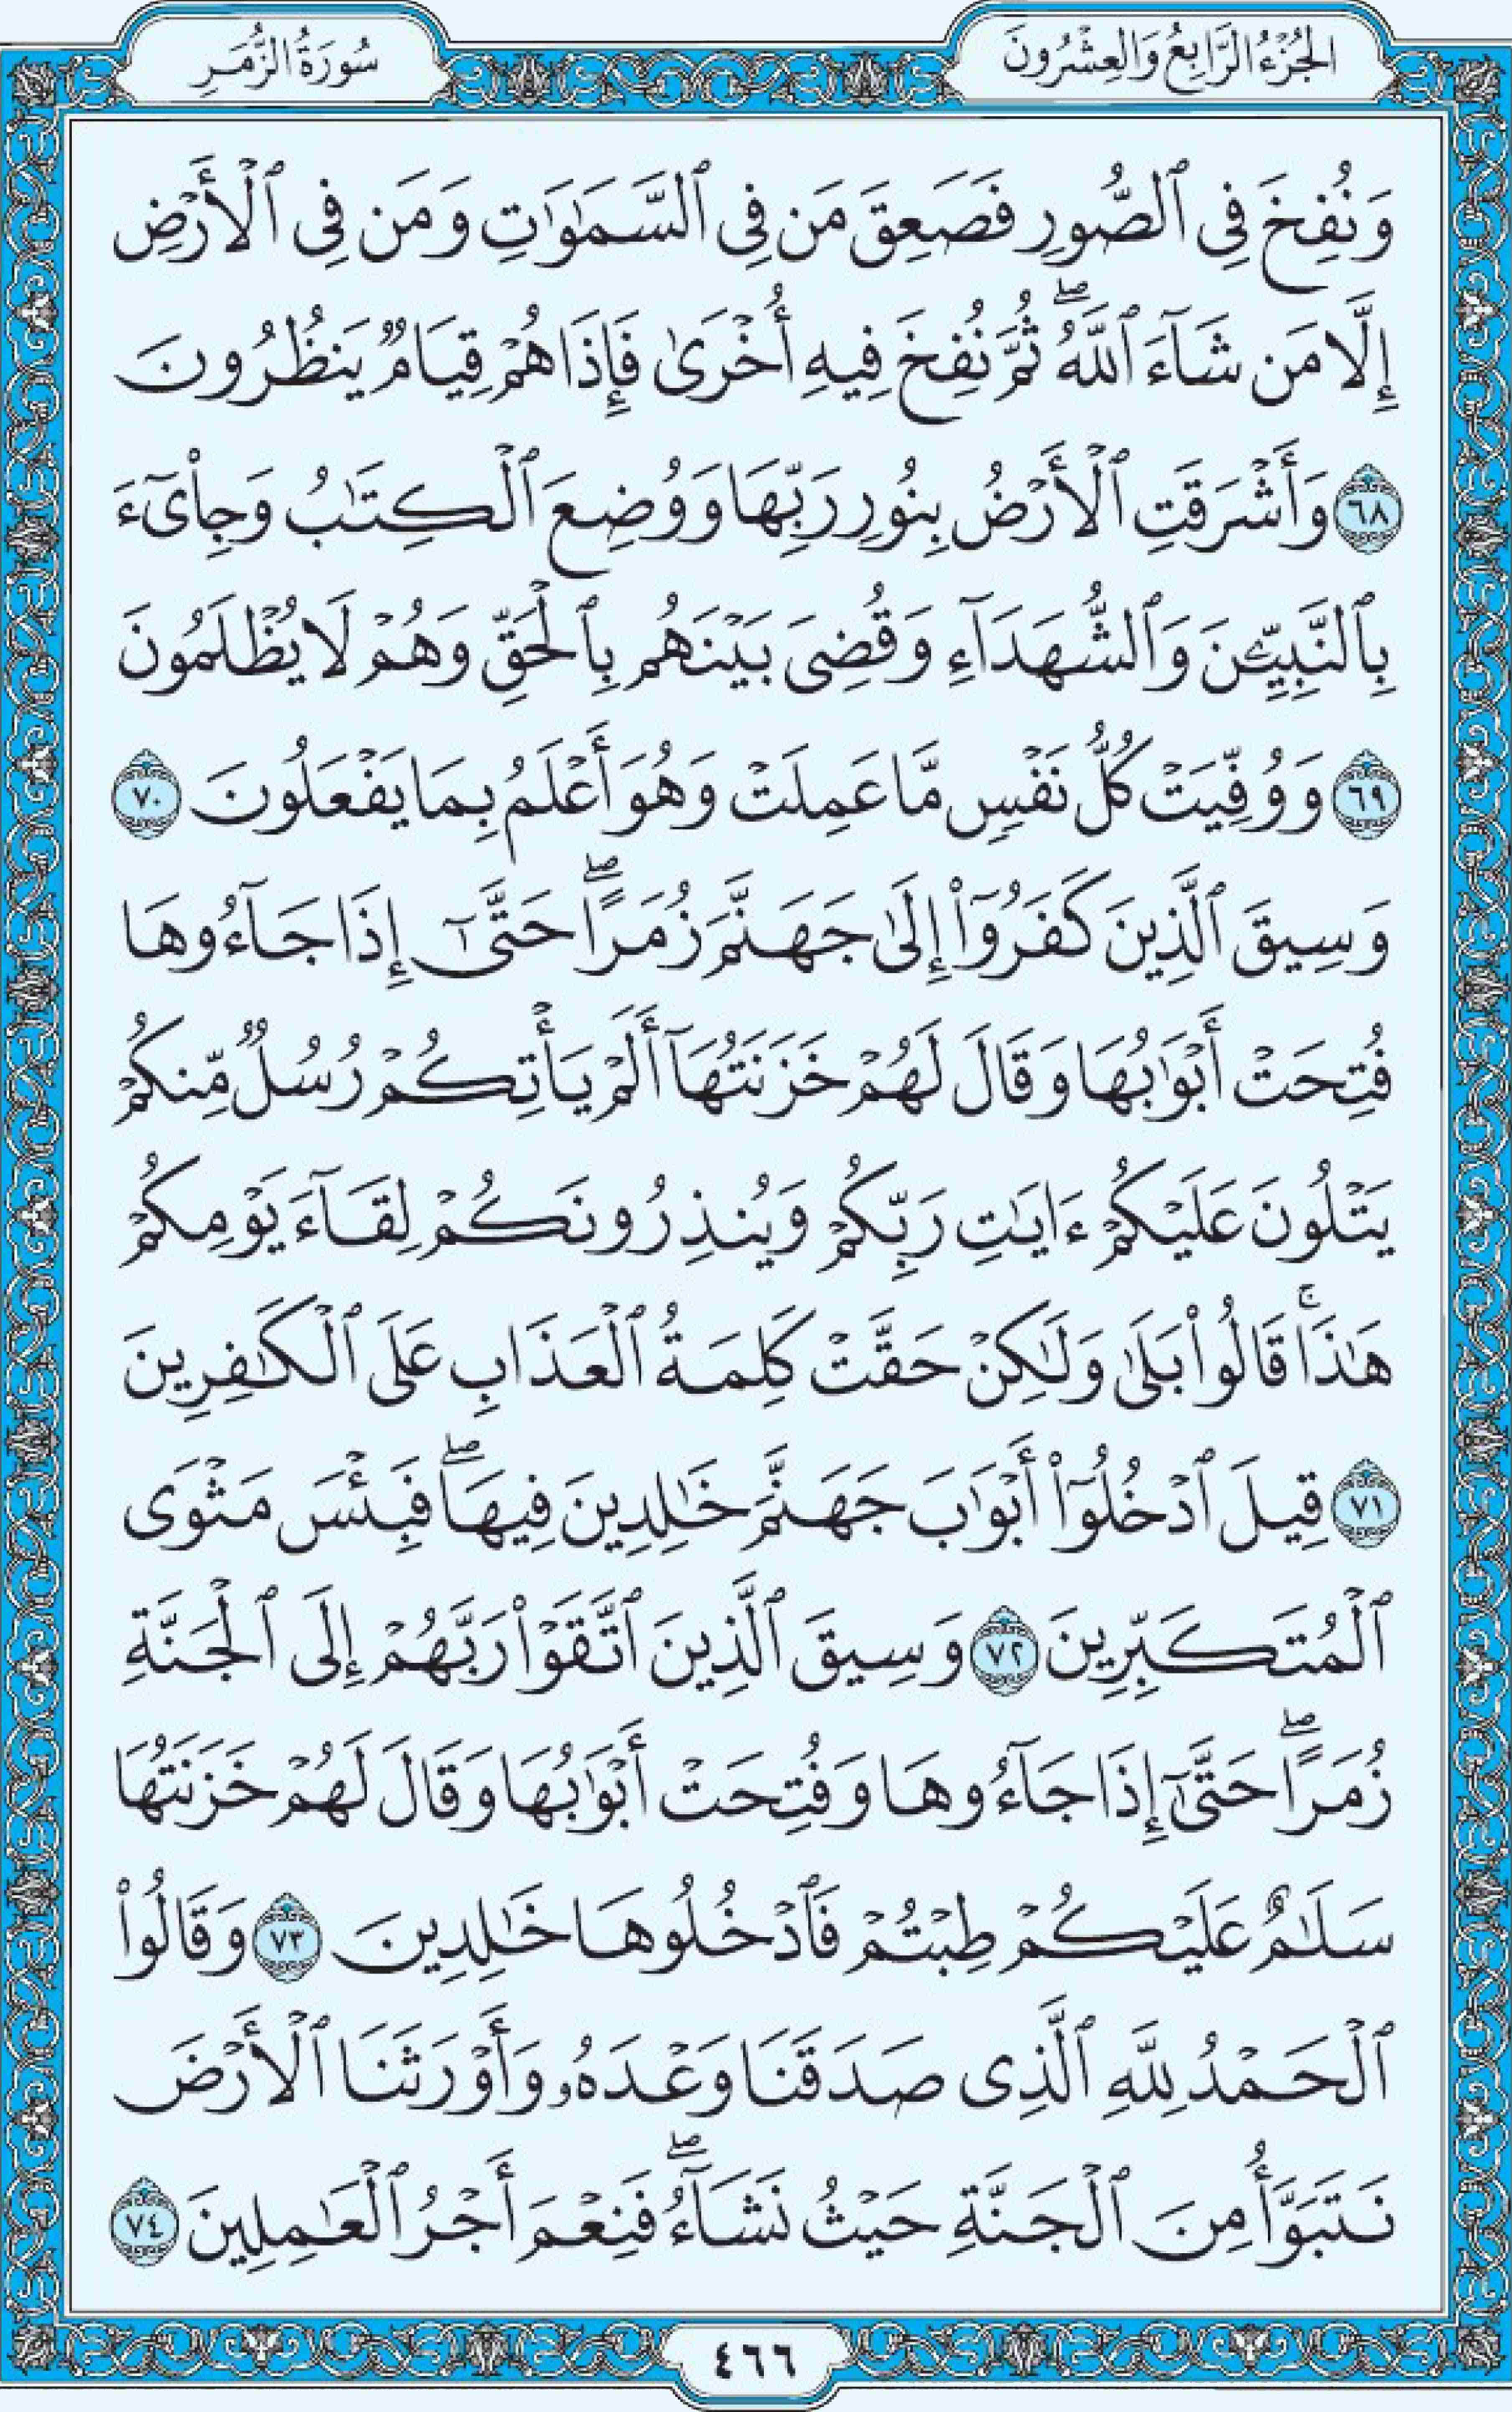 الجُزْءُ الرَّابِعُ وَالعِشْرُونَ
سُورَةُ الزُّمَرِ
وَنُفِخَ فِى ٱلصُّورِ فَصَعِقَ مَن فِى ٱلسَّمَٰوَٰتِ وَمَن فِى ٱلْأَرْضِ
إِلَّا مَن شَآءَ ٱللَّهُ ۖ ثُمَّ نُفِخَ فِيهِ أُخْرَىٰ فَإِذَا هُمْ قِيَامٌ يَنظُرُونَ
٦٨ وَأَشْرَقَتِ ٱلْأَرْضُ بِنُورِ رَبِّهَا وَوُضِعَ ٱلْكِتَٰبُ وَجِا۟ىٓءَ
بِٱلنَّبِيِّۦنَ وَٱلشُّهَدَآءِ وَقُضِىَ بَيْنَهُم بِٱلْحَقِّ وَهُمْ لَا يُظْلَمُونَ
٦٩ وَوُفِّيَتْ كُلُّ نَفْسٍ مَّا عَمِلَتْ وَهُوَ أَعْلَمُ بِمَا يَفْعَلُونَ ٧٠
وَسِيقَ ٱلَّذِينَ كَفَرُوٓا۟ إِلَىٰ جَهَنَّمَ زُمَرًا ۖ حَتَّىٰٓ إِذَا جَآءُوهَا
فُتِحَتْ أَبْوَٰبُهَا وَقَالَ لَهُمْ خَزَنَتُهَآ أَلَمْ يَأْتِكُمْ رُسُلٌ مِّنكُمْ
يَتْلُونَ عَلَيْكُمْ ءَايَٰتِ رَبِّكُمْ وَيُنذِرُونَكُمْ لِقَآءَ يَوْمِكُمْ
هَٰذَا ۚ قَالُوا۟ بَلَىٰ وَلَٰكِنْ حَقَّتْ كَلِمَةُ ٱلْعَذَابِ عَلَى ٱلْكَٰفِرِينَ
٧١ قِيلَ ٱدْخُلُوٓا۟ أَبْوَٰبَ جَهَنَّمَ خَٰلِدِينَ فِيهَا ۖ فَبِئْسَ مَثْوَى
ٱلْمُتَكَبِّرِينَ ٧٢ وَسِيقَ ٱلَّذِينَ ٱتَّقَوْا۟ رَبَّهُمْ إِلَى ٱلْجَنَّةِ
زُمَرًا ۖ حَتَّىٰٓ إِذَا جَآءُوهَا وَفُتِحَتْ أَبْوَٰبُهَا وَقَالَ لَهُمْ خَزَنَتُهَا
سَلَٰمٌ عَلَيْكُمْ طِبْتُمْ فَٱدْخُلُوهَا خَٰلِدِينَ ٧٣ وَقَالُوا۟
ٱلْحَمْدُ لِلَّهِ ٱلَّذِى صَدَقَنَا وَعْدَهُۥ وَأَوْرَثَنَا ٱلْأَرْضَ
نَتَبَوَّأُ مِنَ ٱلْجَنَّةِ حَيْثُ نَشَآءُ ۖ فَنِعْمَ أَجْرُ ٱلْعَٰمِلِينَ ٧٤
٤٦٦